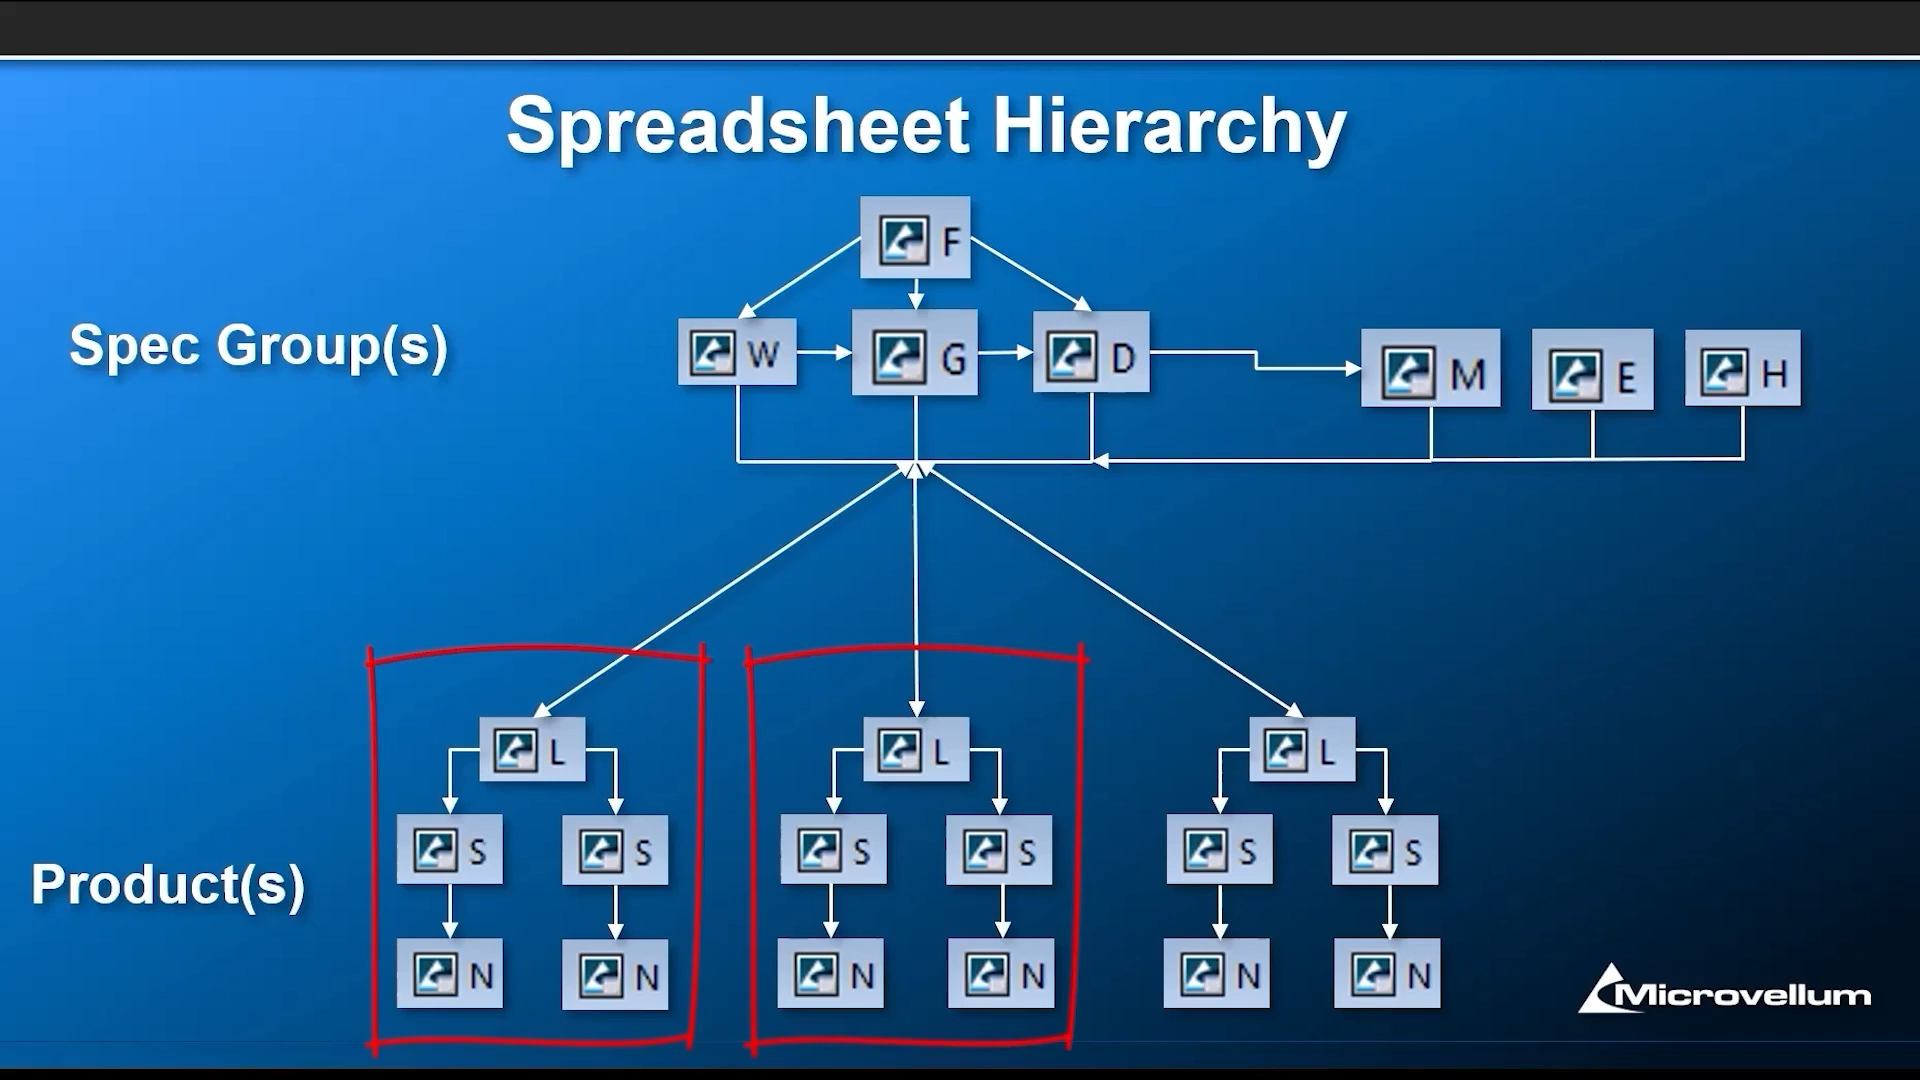 Spreadsheet Hierarchy
F
Spec Group(s)
W G D M E H
L L L
Product(s)
S S S S S S
N N N N N N
Microvellum